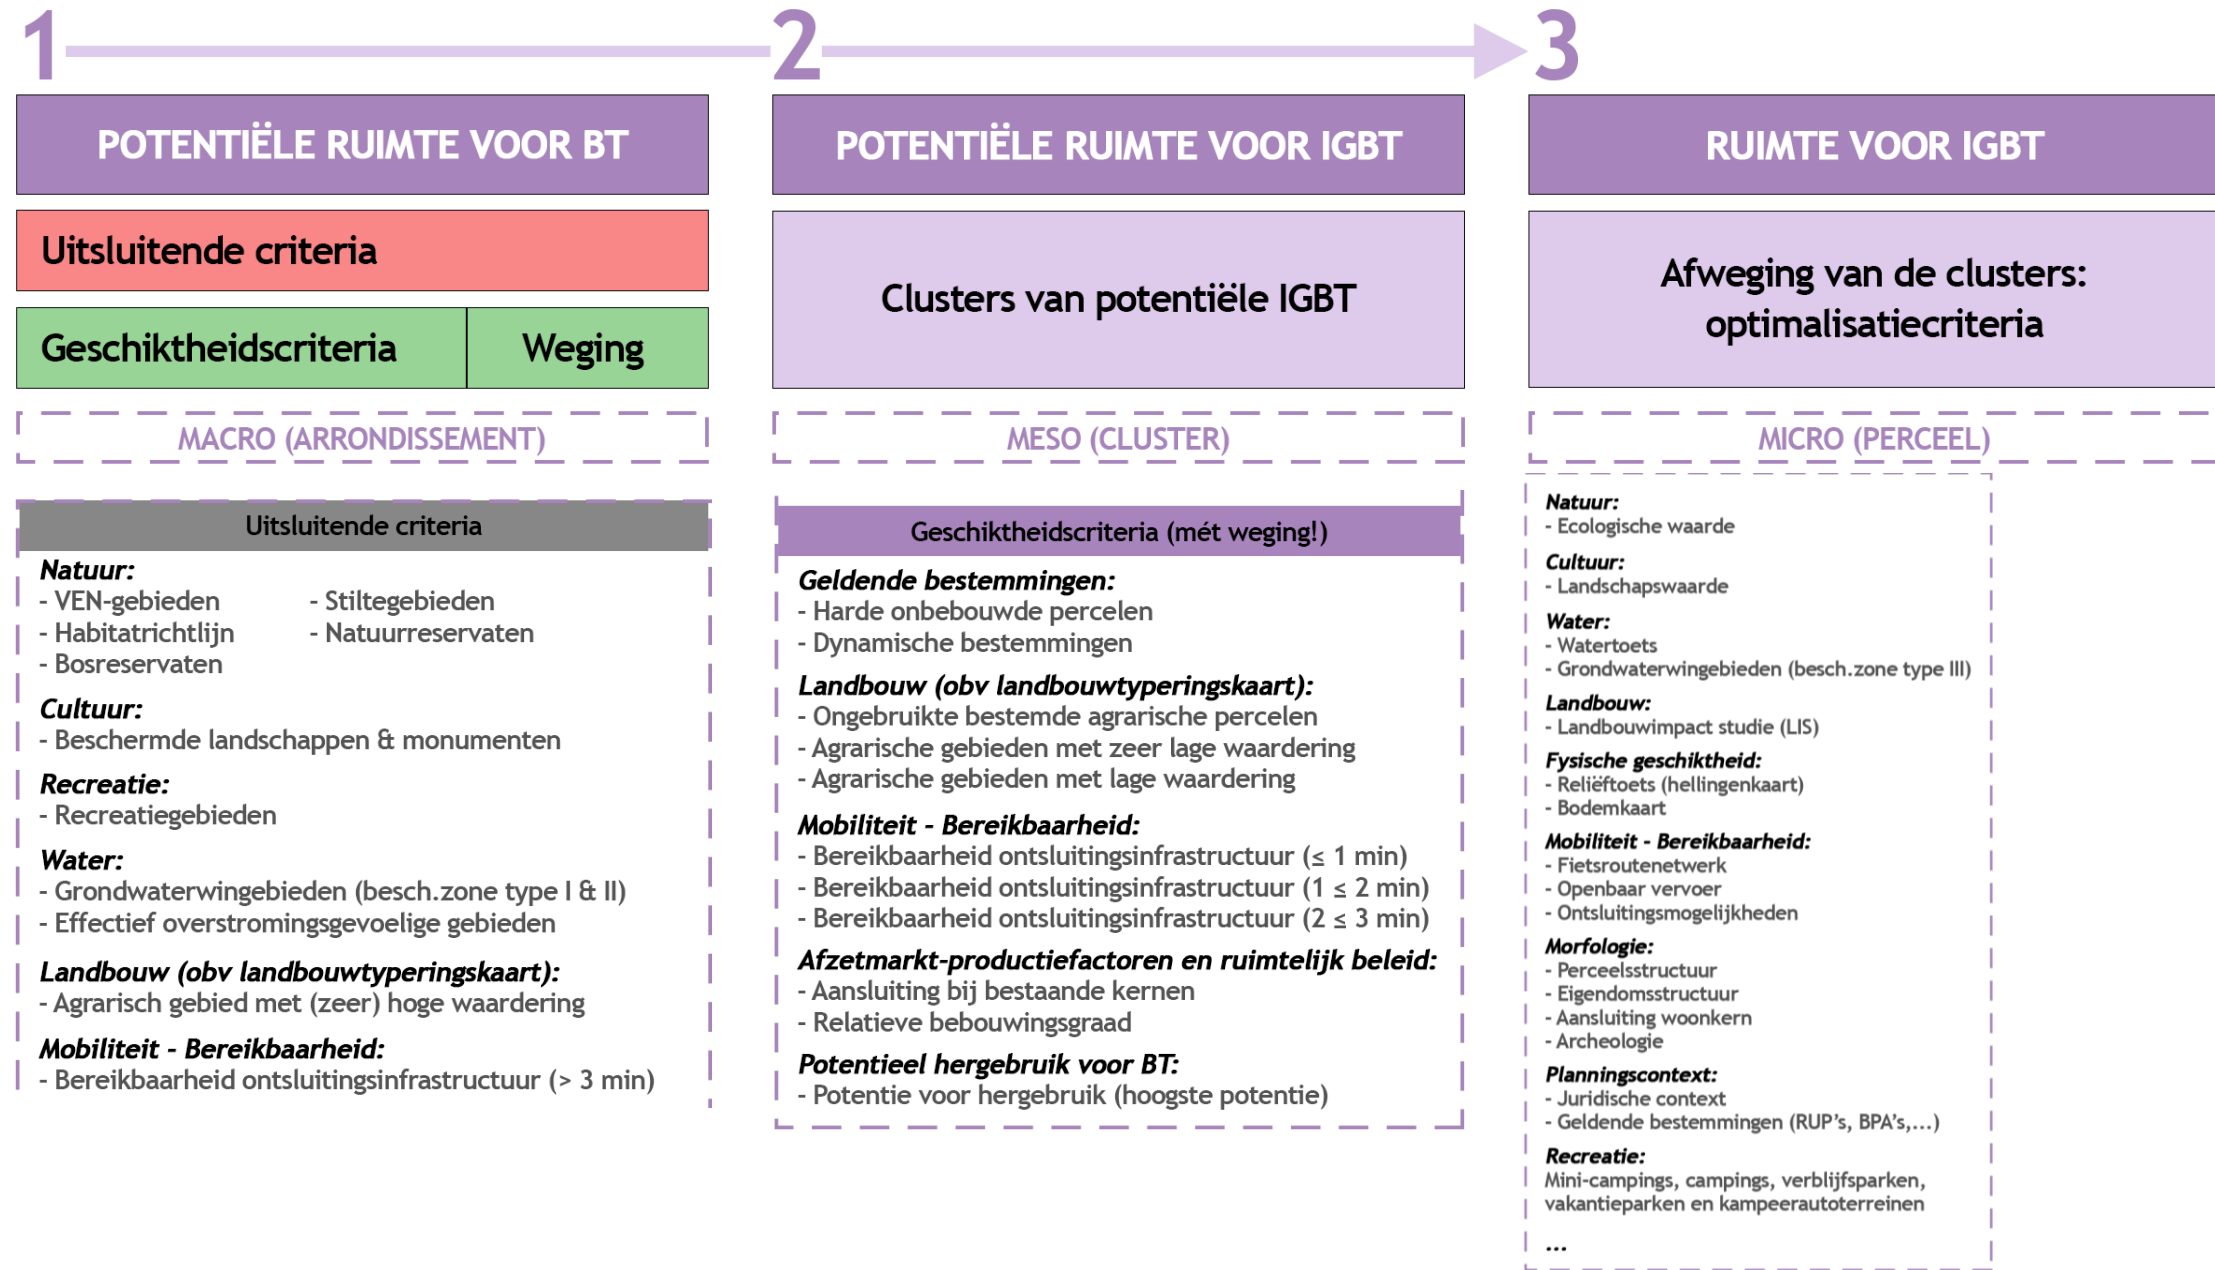 1
2
3
POTENTIËLE RUIMTE VOOR BT
Uitsluitende criteria
Geschiktheidscriteria
Weging
MACRO (ARRONDISSEMENT)
Uitsluitende criteria
Natuur:
- VEN-gebieden
- Habitatrichtlijn
- Bosreservaten
- Stiltegebieden
- Natuurreservaten
Cultuur:
- Beschermde landschappen & monumenten
Recreatie:
- Recreatiegebieden
Water:
- Grondwaterwingebieden (besch.zone type I & II)
- Effectief overstromingsgevoelige gebieden
Landbouw (obv landbouwtyperingskaart):
- Agrarisch gebied met (zeer) hoge waardering
Mobiliteit - Bereikbaarheid:
- Bereikbaarheid ontsluitingsinfrastructuur (> 3 min)
POTENTIËLE RUIMTE VOOR IGBT
Clusters van potentiële IGBT
MESO (CLUSTER)
Geschiktheidscriteria (mét weging!)
Geldende bestemmingen:
- Harde onbebouwde percelen
- Dynamische bestemmingen
Landbouw (obv landbouwtyperingskaart):
- Ongebruikte bestemde agrarische percelen
- Agrarische gebieden met zeer lage waardering
- Agrarische gebieden met lage waardering
Mobiliteit - Bereikbaarheid:
- Bereikbaarheid ontsluitingsinfrastructuur (≤ 1 min)
- Bereikbaarheid ontsluitingsinfrastructuur (1 ≤ 2 min)
- Bereikbaarheid ontsluitingsinfrastructuur (2 ≤ 3 min)
Afzetmarkt-productiefactoren en ruimtelijk beleid:
- Aansluiting bij bestaande kernen
- Relatieve bebouwingsgraad
Potentieel hergebruik voor BT:
- Potentie voor hergebruik (hoogste potentie)
RUIMTE VOOR IGBT
Afweging van de clusters:
optimalisatiecriteria
MICRO (PERCEEL)
Natuur:
- Ecologische waarde
Cultuur:
- Landschapswaarde
Water:
- Watertoets
- Grondwaterwingebieden (besch.zone type III)
Landbouw:
- Landbouwimpact studie (LIS)
Fysische geschiktheid:
- Reliëftoets (hellingenkaart)
- Bodemkaart
Mobiliteit - Bereikbaarheid:
- Fietsroutenetwerk
- Openbaar vervoer
- Ontsluitingsmogelijkheden
Morfologie:
- Perceelsstructuur
- Eigendomsstructuur
- Aansluiting woonkern
- Archeologie
Planningscontext:
- Juridische context
- Geldende bestemmingen (RUP's, BPA's,...)
Recreatie:
Mini-campings, campings, verblijfsparken,
vakantieparken en kampeerautoterreinen
...